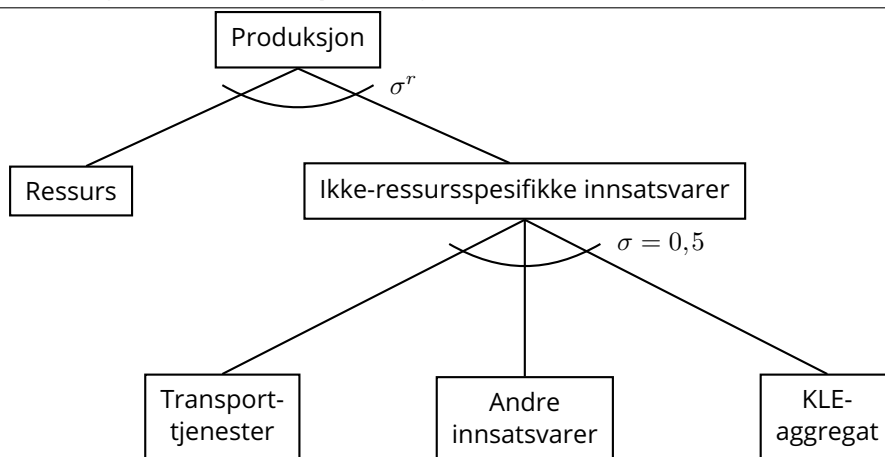 Produksjon
σ^r
Ressurs
Ikke-ressursspesifikke innsatsvarer
σ = 0,5
Transport-
tjenester
Andre
innsatsvarer
KLE-
aggregat